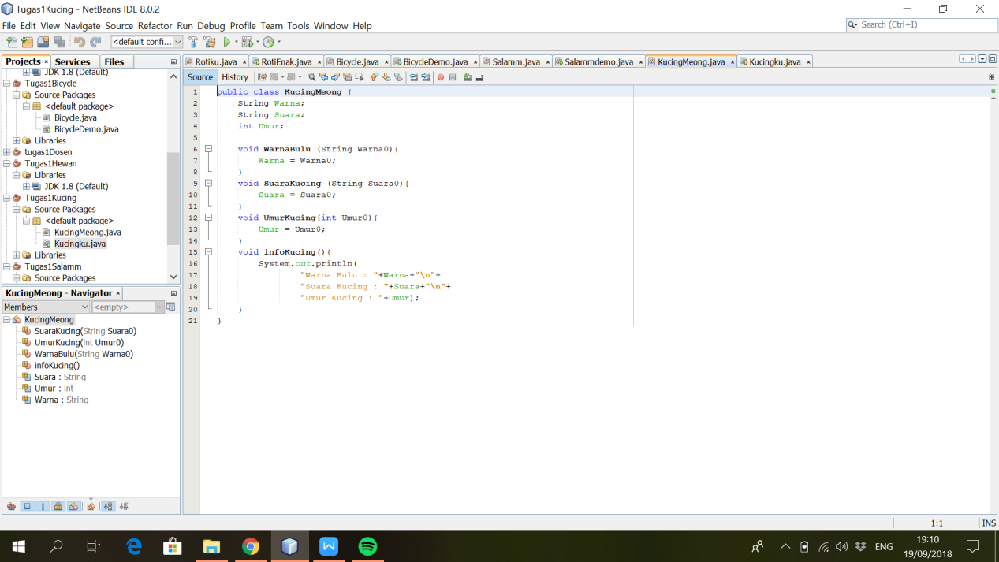 Tugas1Kucing - NetBeans IDE 8.0.2
File Edit View Navigate Source Refactor Run Debug Profile Team Tools Window Help
Search (Ctrl+I)
<default confi...
Projects × Services Files
JDK 1.8 (Default)
Tugas1Bicycle
Source Packages
<default package>
Bicycle.java
BicycleDemo.java
Libraries
tugas1Dosen
Tugas1Hewan
Libraries
JDK 1.8 (Default)
Tugas1Kucing
Source Packages
<default package>
KucingMeong.java
Kucingku.java
Libraries
Tugas1Salamm
Source Packages
KucingMeong - Navigator ×
Members <empty>
KucingMeong
SuaraKucing(String Suara0)
UmurKucing(int Umur0)
WarnaBulu(String Warna0)
infoKucing()
Suara : String
Umur : int
Warna : String
Rotiku.java × RotiEnak.java × Bicycle.java × BicycleDemo.java × Salamm.java × Salammdemo.java × KucingMeong.java × Kucingku.java ×
Source History
1 public class KucingMeong {
2 String Warna;
3 String Suara;
4 int Umur;
5
6 void WarnaBulu (String Warna0){
7 Warna = Warna0;
8 }
9 void SuaraKucing (String Suara0){
10 Suara = Suara0;
11 }
12 void UmurKucing(int Umur0){
13 Umur = Umur0;
14 }
15 void infoKucing(){
16 System.out.println(
17 "Warna Bulu : "+Warna+"\n"+
18 "Suara Kucing : "+Suara+"\n"+
19 "Umur Kucing : "+Umur);
20 }
21 }
1:1 INS
ENG
19:10
19/09/2018